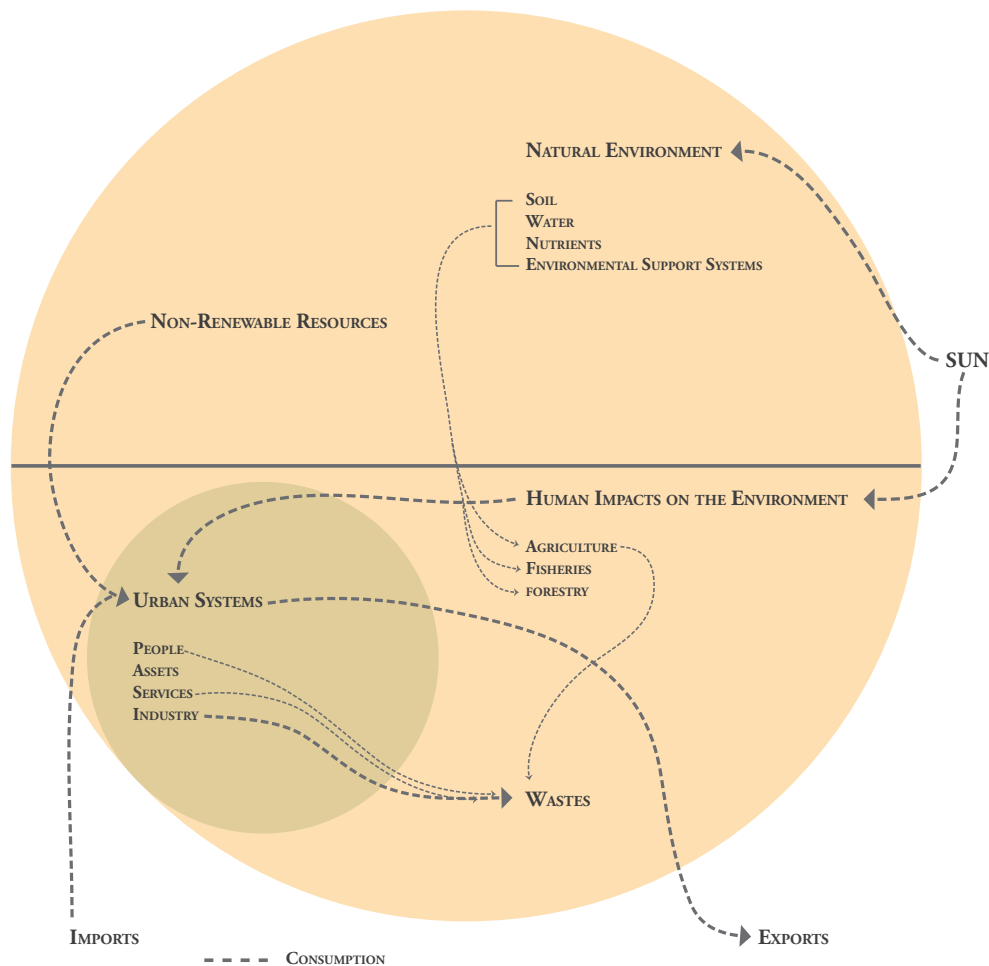 Natural Environment
Soil
Water
Nutrients
Environmental Support Systems
Non-Renewable Resources
SUN
Human Impacts on the Environment
Agriculture
Fisheries
forestry
Urban Systems
People
Assets
Services
Industry
Wastes
Imports
Exports
Consumption